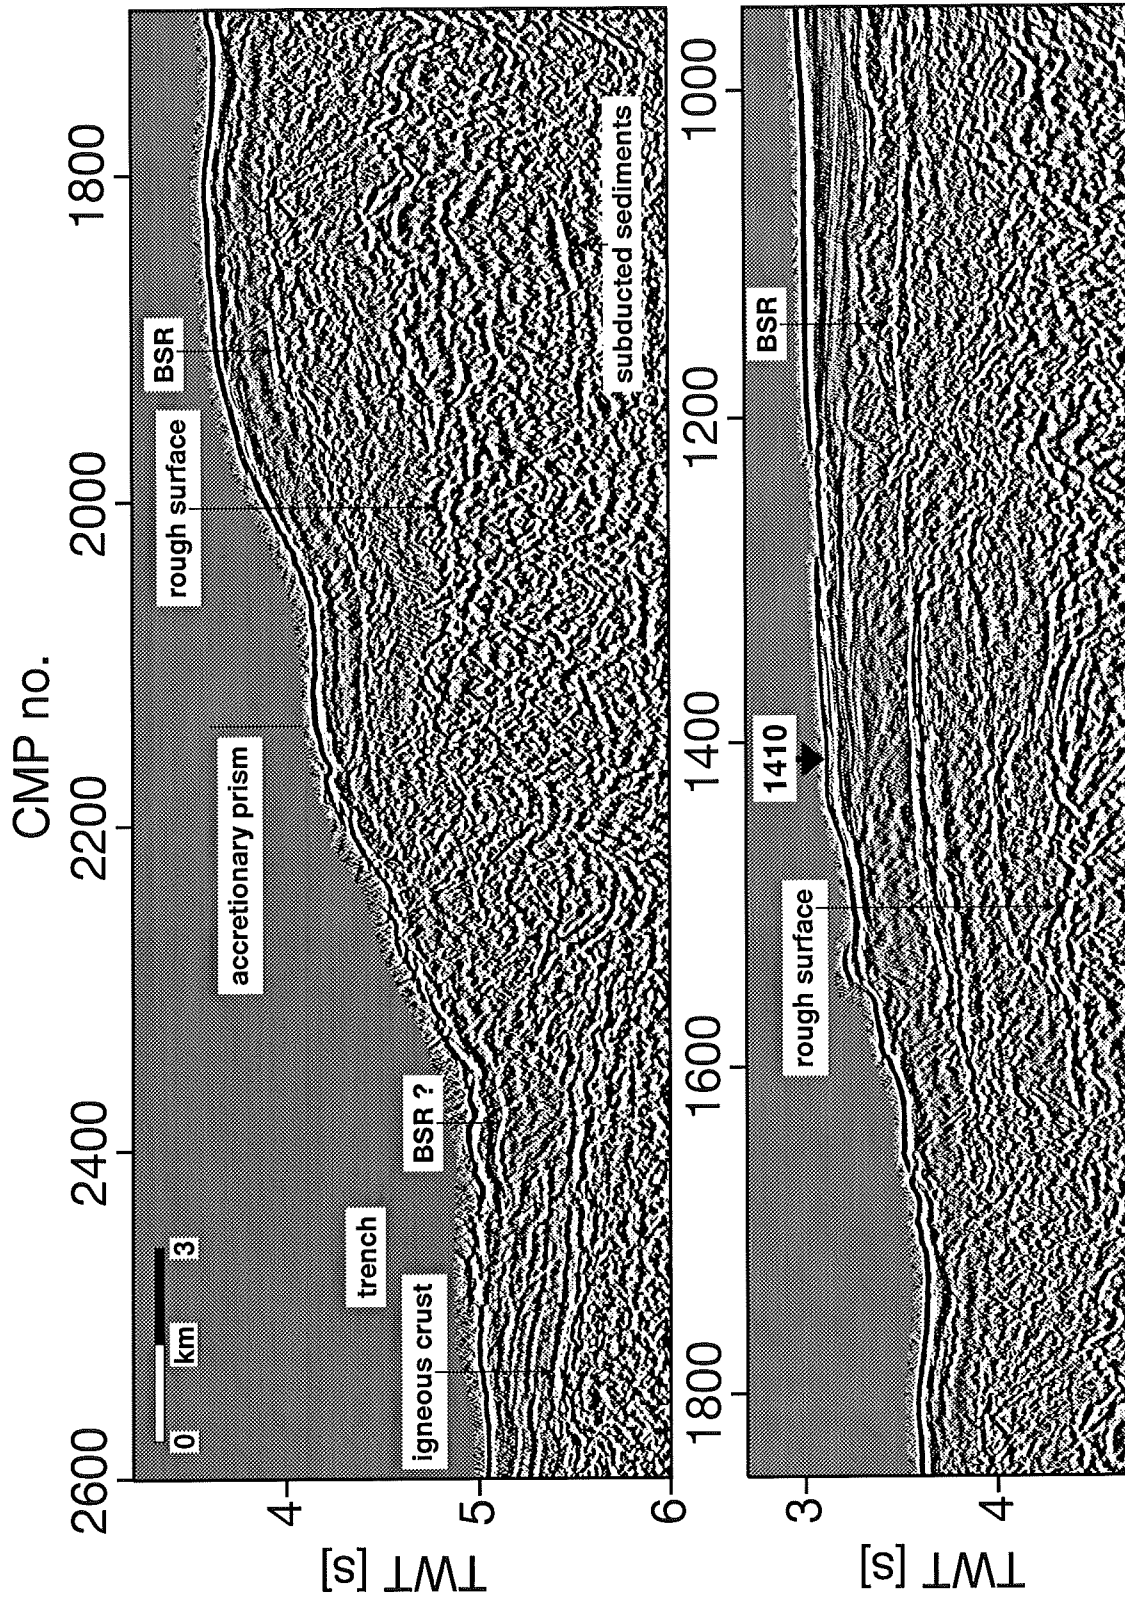 CMP no.
2600
2400
2200
2000
1800
0
km
3
igneous crust
trench
BSR ?
accretionary prism
rough surface
BSR
subducted sediments
4
5
6
TWT [s]
1800
1600
1400
1200
1000
rough surface
1410
BSR
3
4
TWT [s]